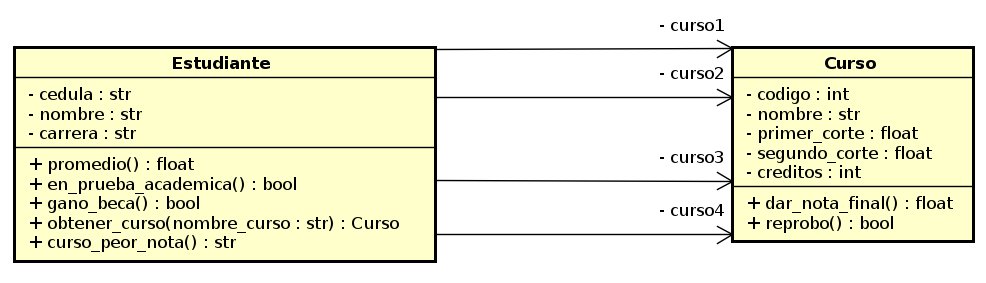 Estudiante
- cedula : str
- nombre : str
- carrera : str
+ promedio() : float
+ en_prueba_academica() : bool
+ gano_beca() : bool
+ obtener_curso(nombre_curso : str) : Curso
+ curso_peor_nota() : str
- curso1
- curso2
- curso3
- curso4
Curso
- codigo : int
- nombre : str
- primer_corte : float
- segundo_corte : float
- creditos : int
+ dar_nota_final() : float
+ reprobo() : bool